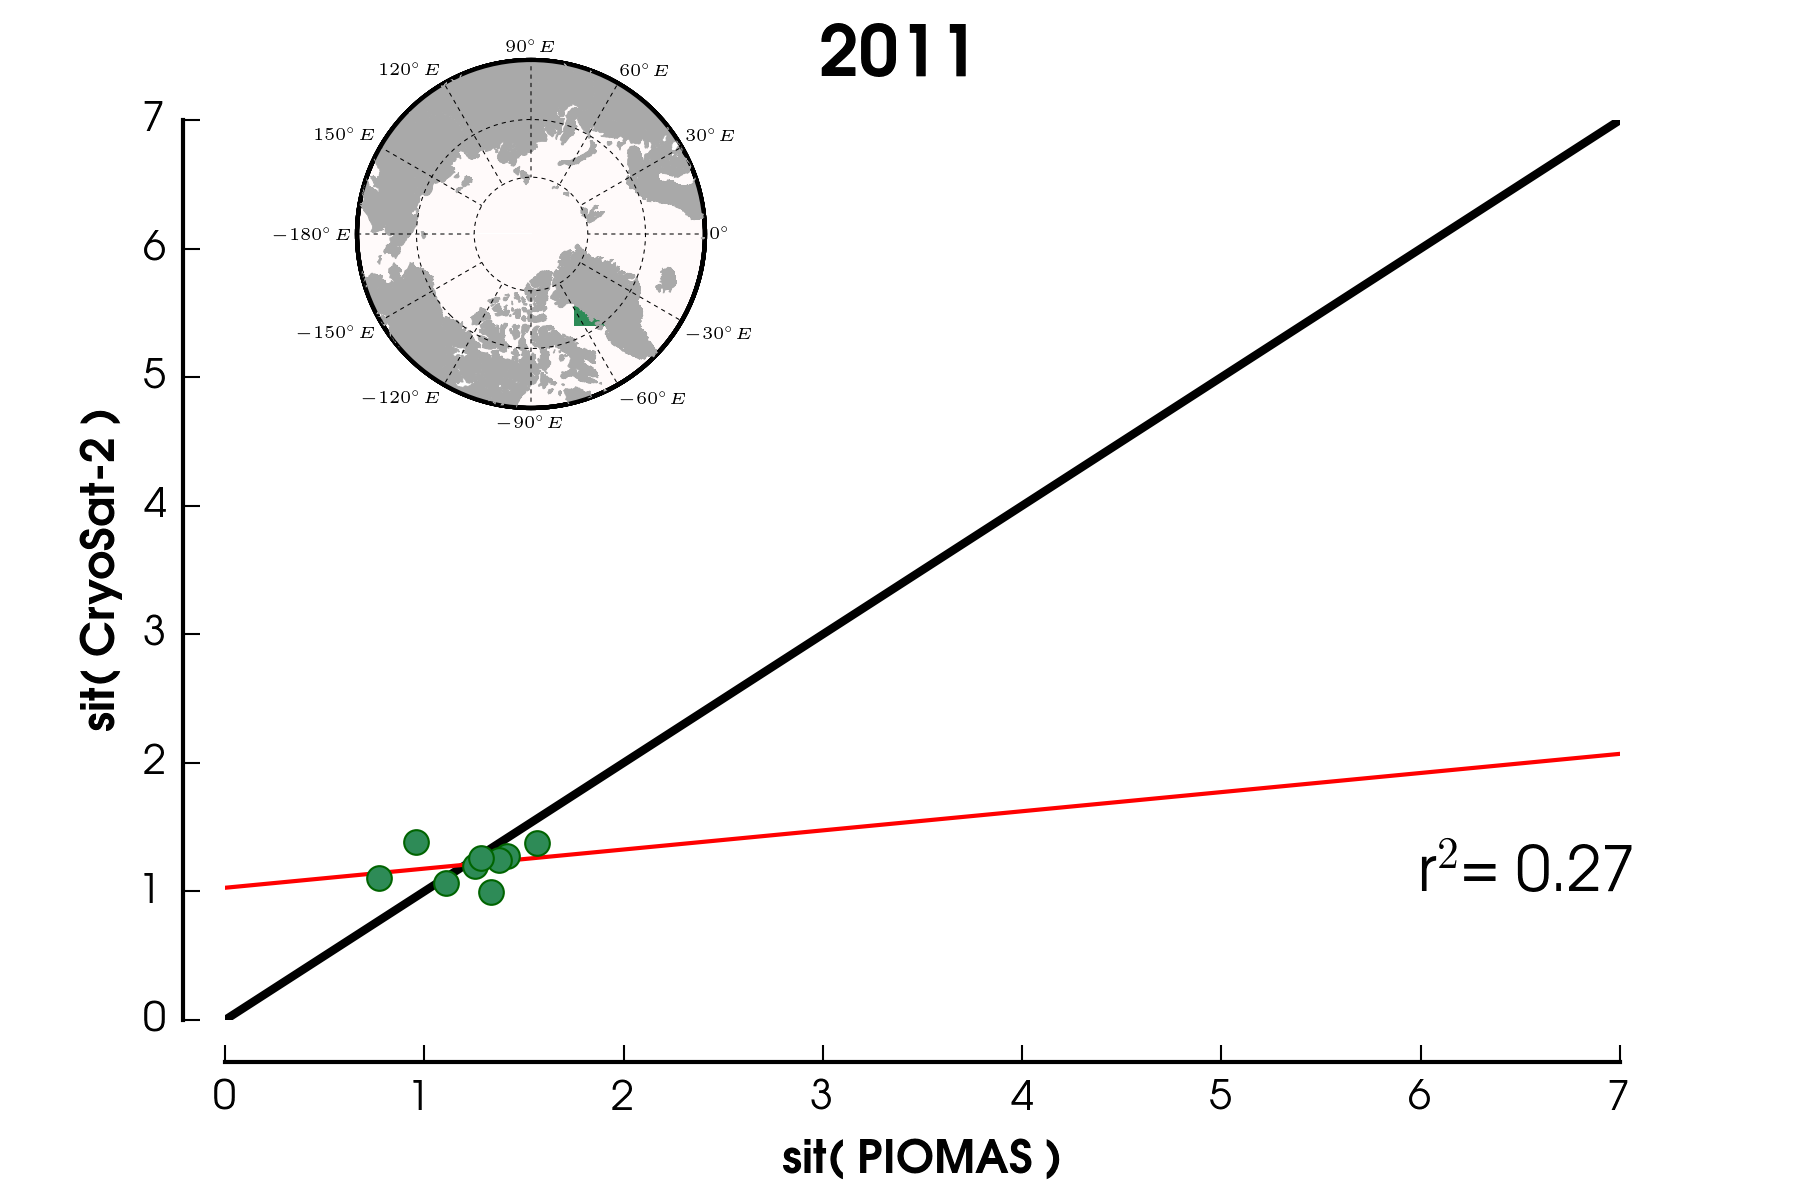 2011
90° E
120° E
60° E
150° E
30° E
−180° E
0°
−150° E
−30° E
−120° E
−60° E
−90° E
7
6
5
4
3
2
1
0
sit( CryoSat-2 )
r²= 0.27
0 1 2 3 4 5 6 7
sit( PIOMAS )